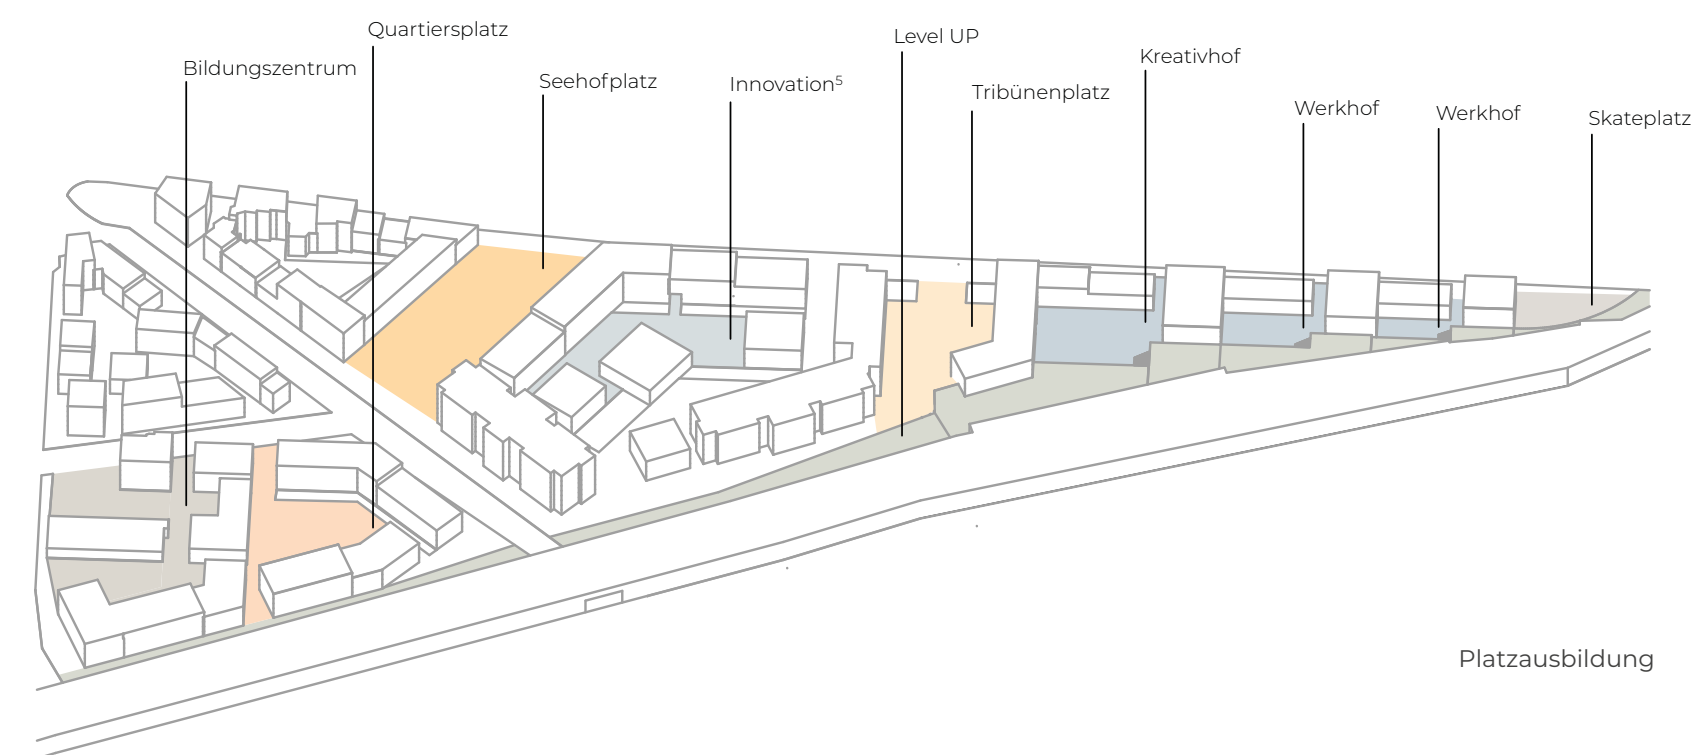 Quartiersplatz
Level UP
Kreativhof
Bildungszentrum
Seehofplatz
Innovation⁵
Tribünenplatz
Werkhof
Werkhof
Skateplatz
Platzausbildung